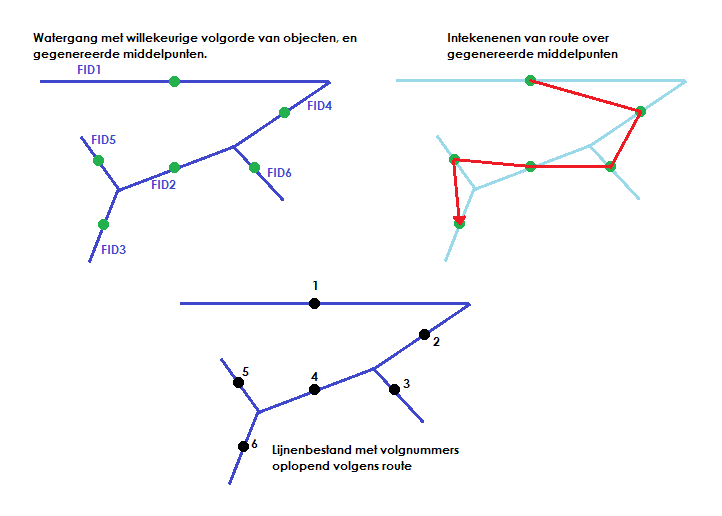 Watergang met willekeurige volgorde van objecten, en
gegenereerde middelpunten.
FID1
FID4
FID5
FID2
FID6
FID3
Intekenenen van route over
gegenereerde middelpunten
1
2
5
4
3
6
Lijnenbestand met volgnummers
oplopend volgens route